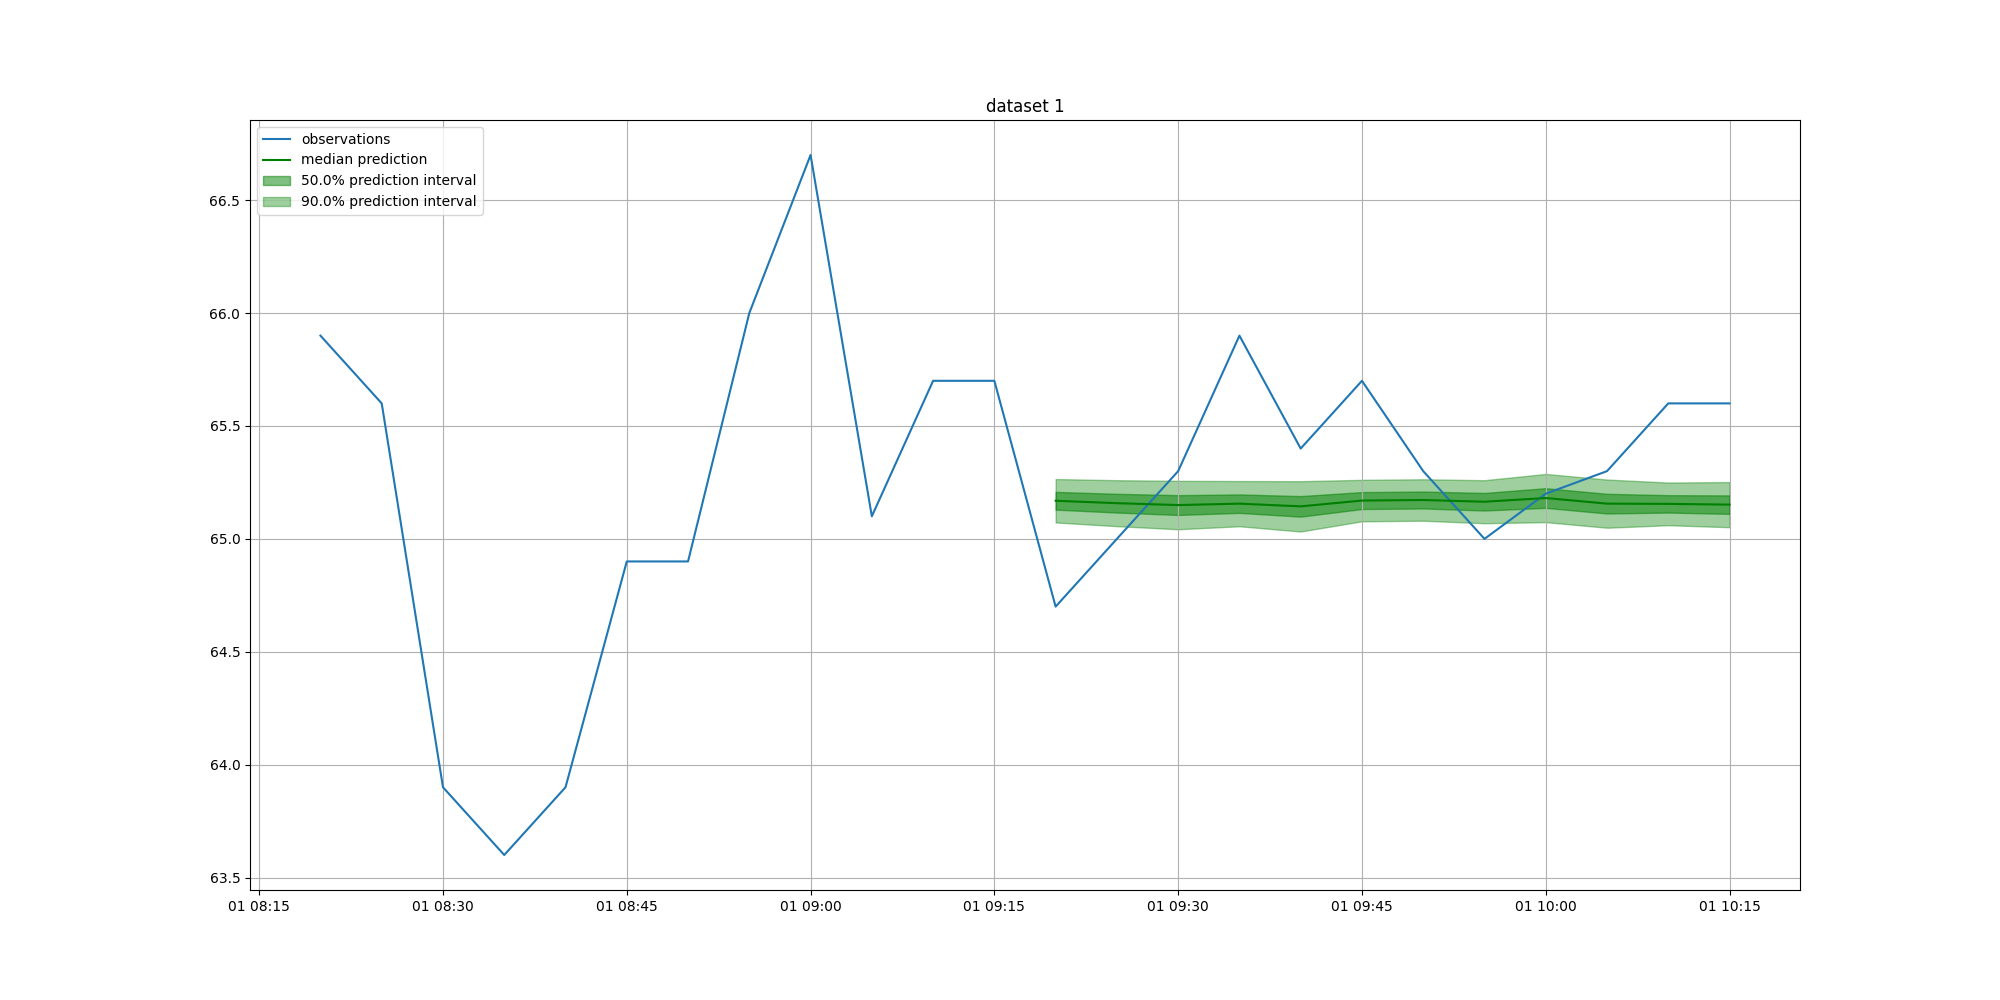 dataset 1
observations
median prediction
50.0% prediction interval
90.0% prediction interval
66.5
66.0
65.5
65.0
64.5
64.0
63.5
01 08:15 01 08:30 01 08:45 01 09:00 01 09:15 01 09:30 01 09:45 01 10:00 01 10:15